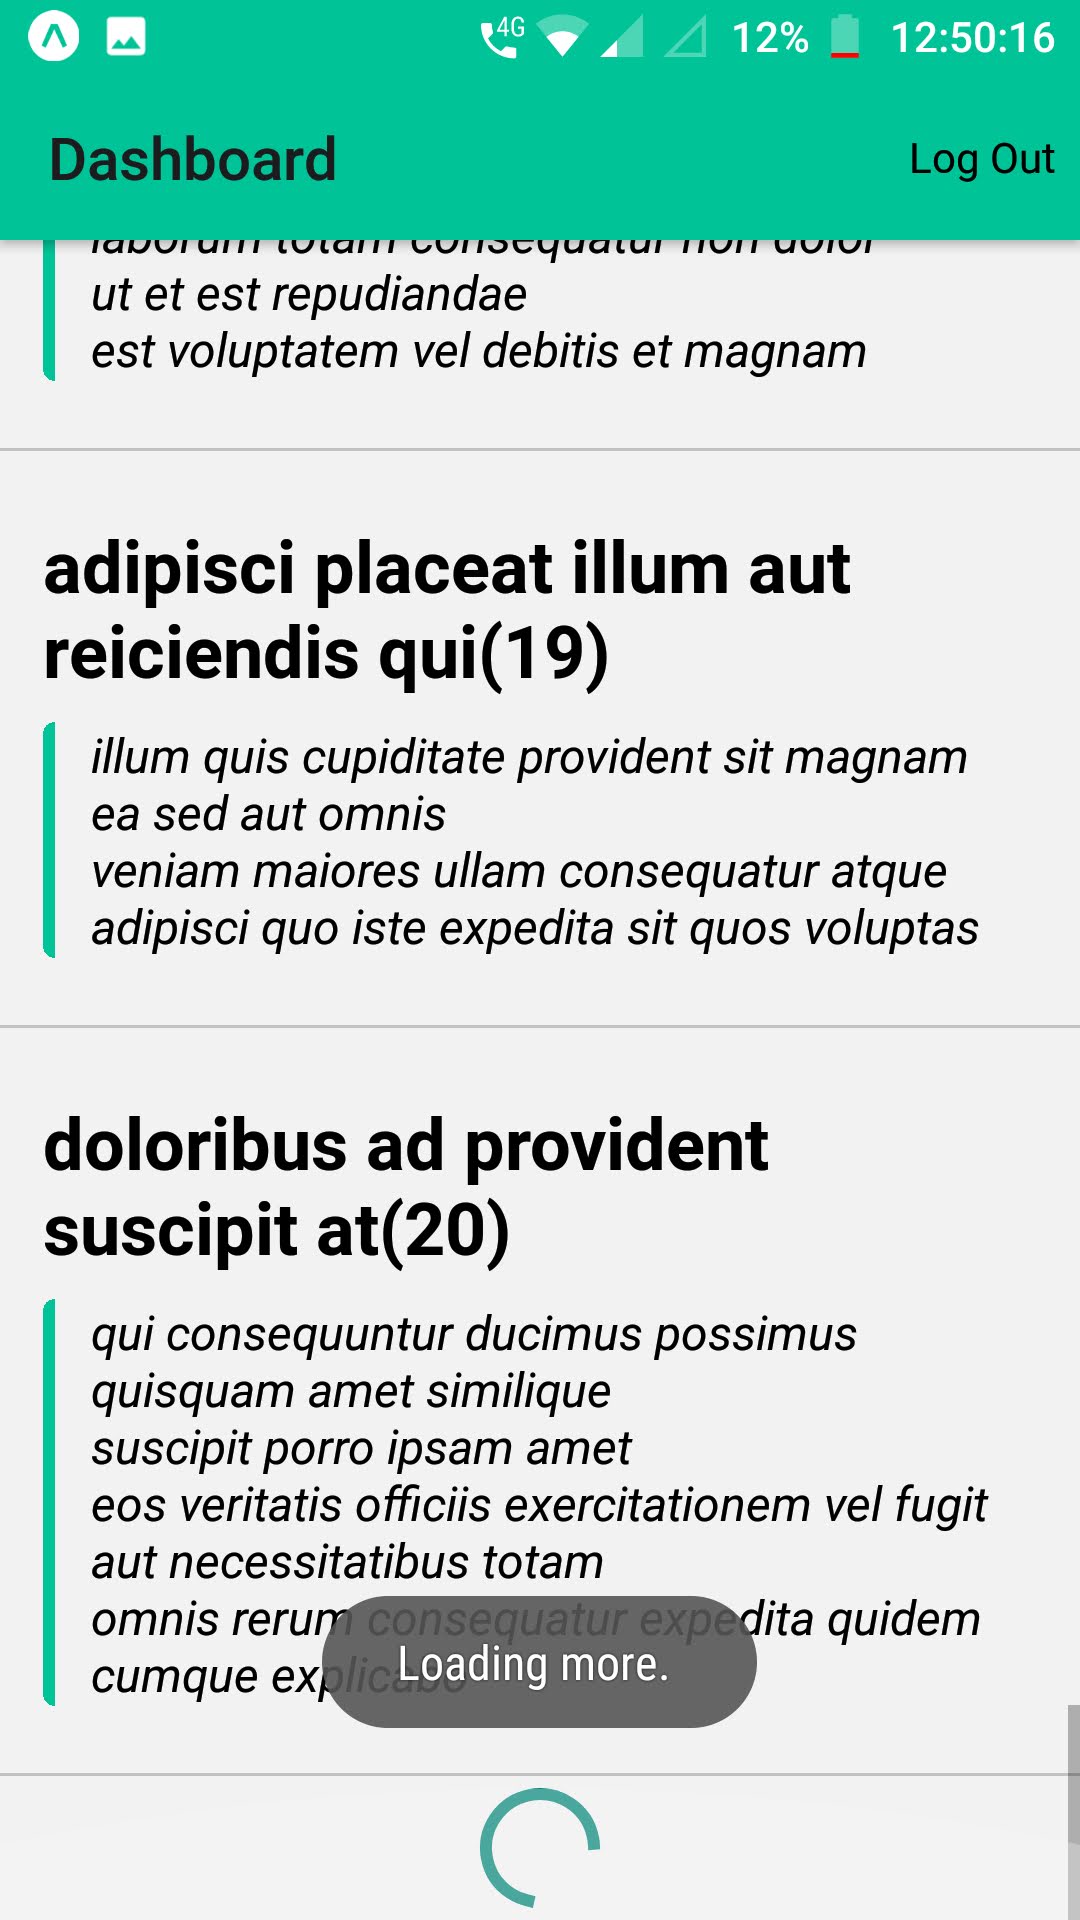 4G 12% 12:50:16
Dashboard
Log Out
laborum totam consequatur non dolor
ut et est repudiandae
est voluptatem vel debitis et magnam
adipisci placeat illum aut
reiciendis qui(19)
illum quis cupiditate provident sit magnam
ea sed aut omnis
veniam maiores ullam consequatur atque
adipisci quo iste expedita sit quos voluptas
doloribus ad provident
suscipit at(20)
qui consequuntur ducimus possimus
quisquam amet similique
suscipit porro ipsam amet
eos veritatis officiis exercitationem vel fugit
aut necessitatibus totam
omnis rerum consequatur expedita quidem
cumque explicabo
Loading more.